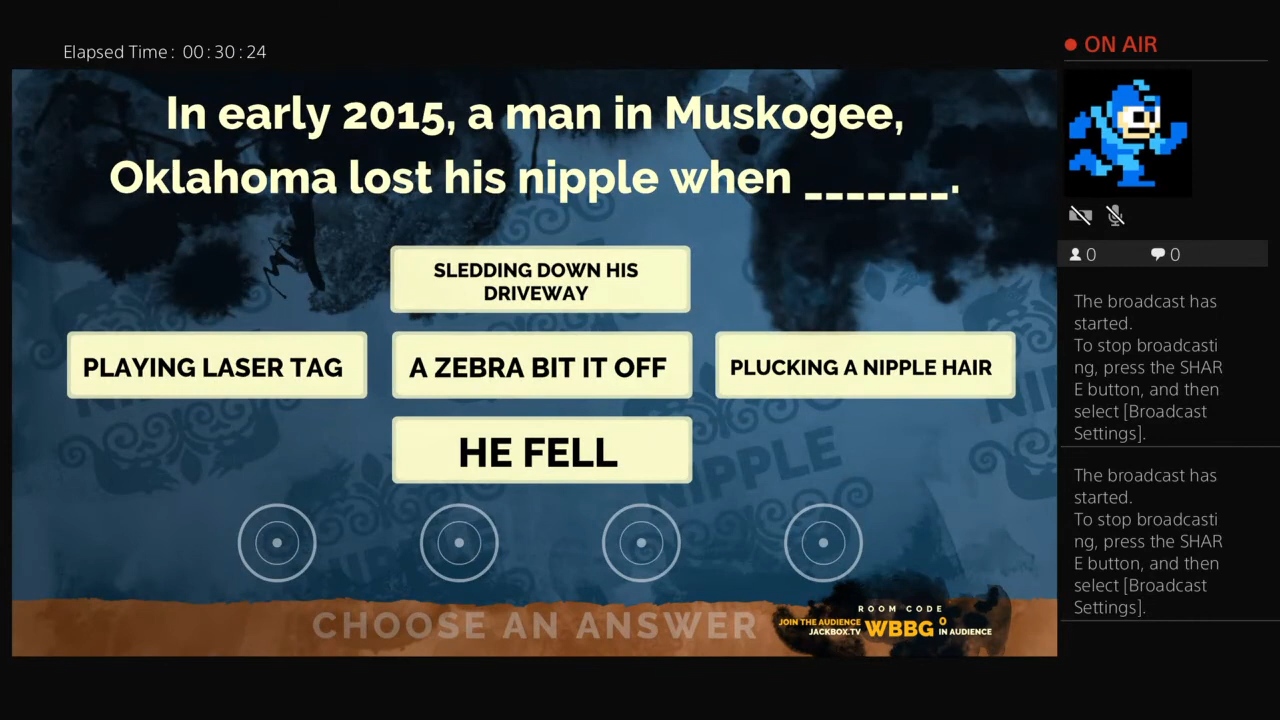 Elapsed Time: 00:30:24
ON AIR
In early 2015, a man in Muskogee,
Oklahoma lost his nipple when _______.
SLEDDING DOWN HIS
DRIVEWAY
PLAYING LASER TAG
A ZEBRA BIT IT OFF
PLUCKING A NIPPLE HAIR
HE FELL
NIPPLE
CHOOSE AN ANSWER
ROOM CODE
JOIN THE AUDIENCE
JACKBOX.TV
WBBG
0
IN AUDIENCE
0
0
The broadcast has
started.
To stop broadcasti
ng, press the SHAR
E button, and then
select [Broadcast
Settings].
The broadcast has
started.
To stop broadcasti
ng, press the SHAR
E button, and then
select [Broadcast
Settings].